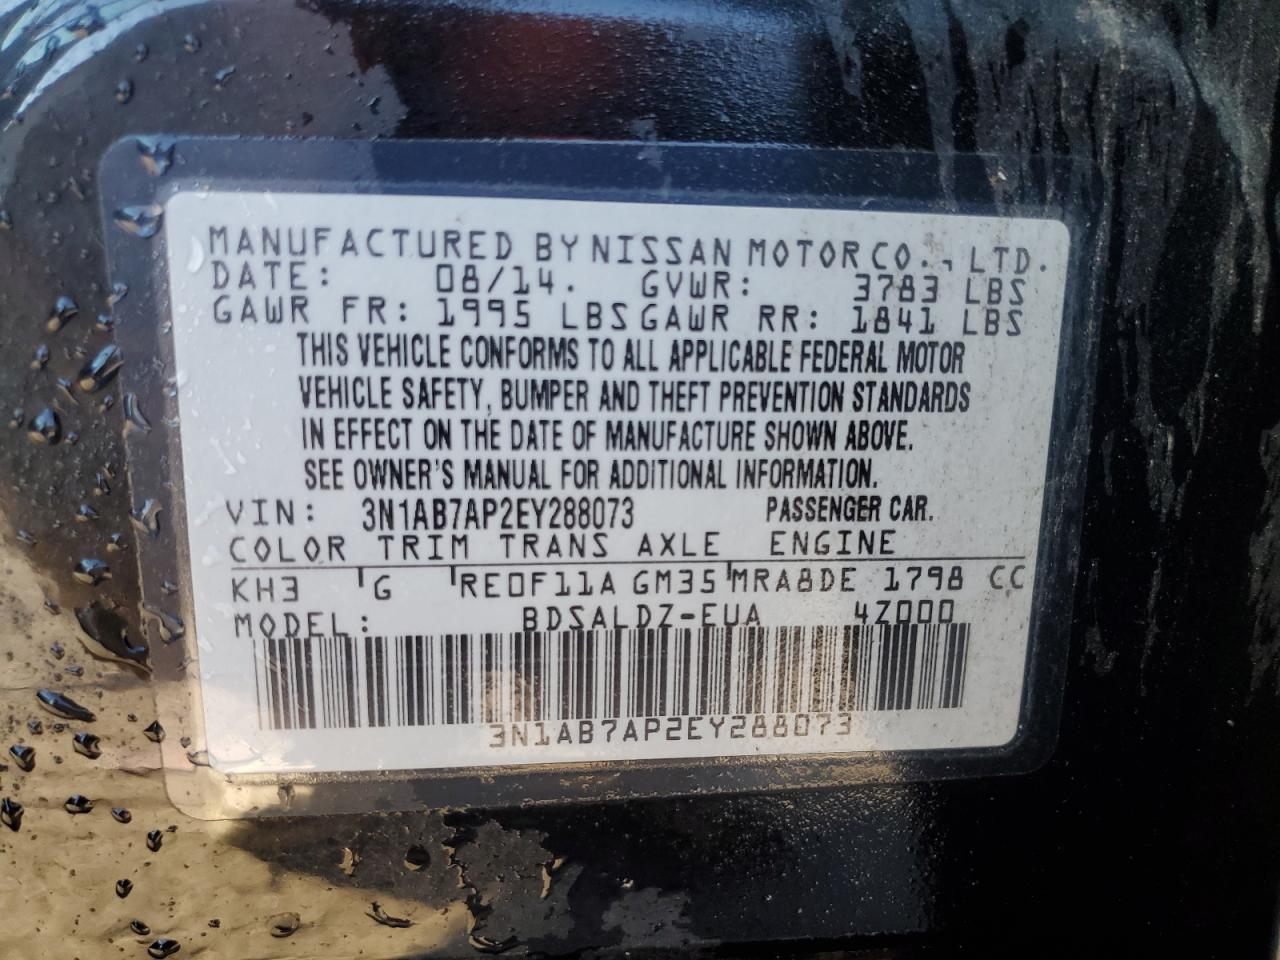 MANUFACTURED BY NISSAN MOTOR CO., LTD.
DATE: 08/14. GVWR: 3783 LBS
GAWR FR: 1995 LBS GAWR RR: 1841 LBS
THIS VEHICLE CONFORMS TO ALL APPLICABLE FEDERAL MOTOR
VEHICLE SAFETY, BUMPER AND THEFT PREVENTION STANDARDS
IN EFFECT ON THE DATE OF MANUFACTURE SHOWN ABOVE.
SEE OWNER'S MANUAL FOR ADDITIONAL INFORMATION.
VIN: 3N1AB7AP2EY288073 PASSENGER CAR.
COLOR TRIM TRANS AXLE ENGINE
KH3 G RE0F11A GM35 MRA8DE 1798 CC
MODEL: BDSALDZ-EUA 4Z000
3N1AB7AP2EY288073